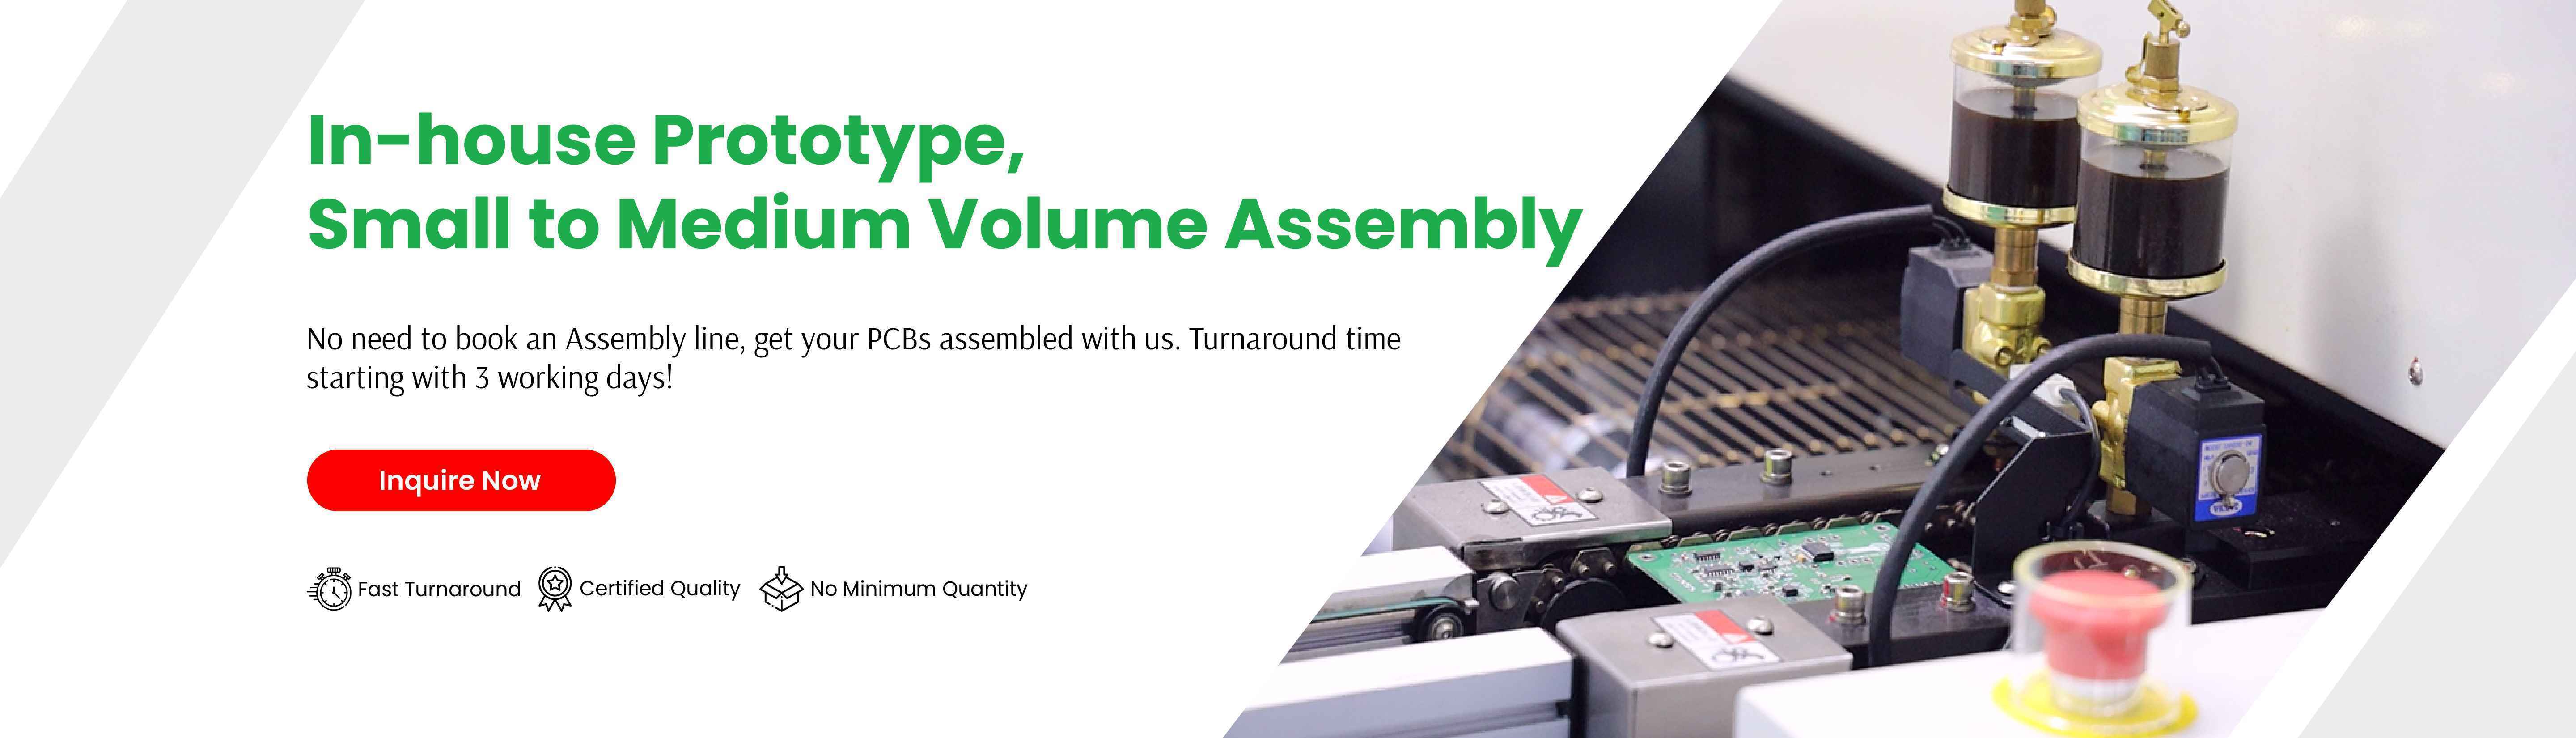 In-house Prototype,
Small to Medium Volume Assembly
No need to book an Assembly line, get your PCBs assembled with us. Turnaround time
starting with 3 working days!
Inquire Now
Fast Turnaround
Certified Quality
No Minimum Quantity